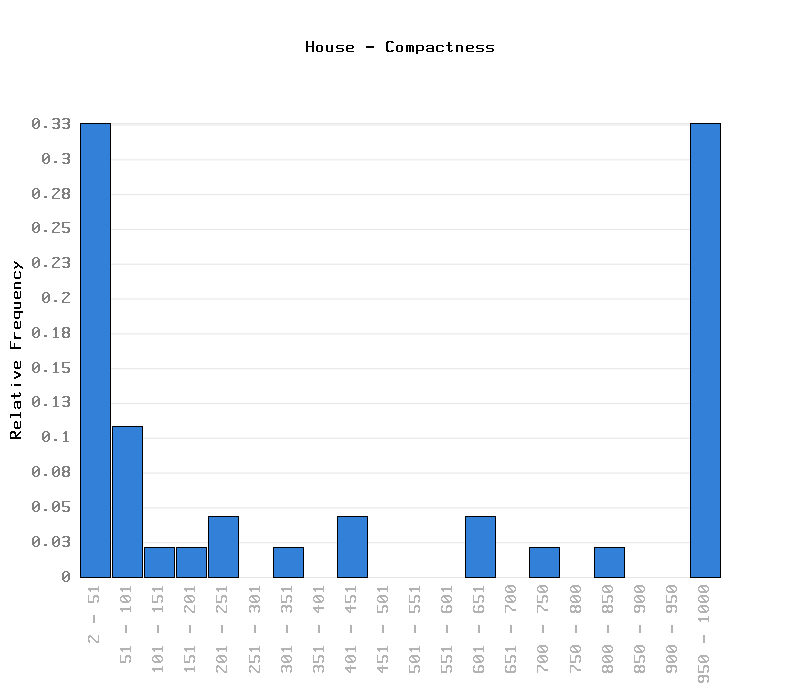 House - Compactness
Relative Frequency
0.33
0.3
0.28
0.25
0.23
0.2
0.18
0.15
0.13
0.1
0.08
0.05
0.03
0
2 - 51
51 - 101
101 - 151
151 - 201
201 - 251
251 - 301
301 - 351
351 - 401
401 - 451
451 - 501
501 - 551
551 - 601
601 - 651
651 - 700
700 - 750
750 - 800
800 - 850
850 - 900
900 - 950
950 - 1000